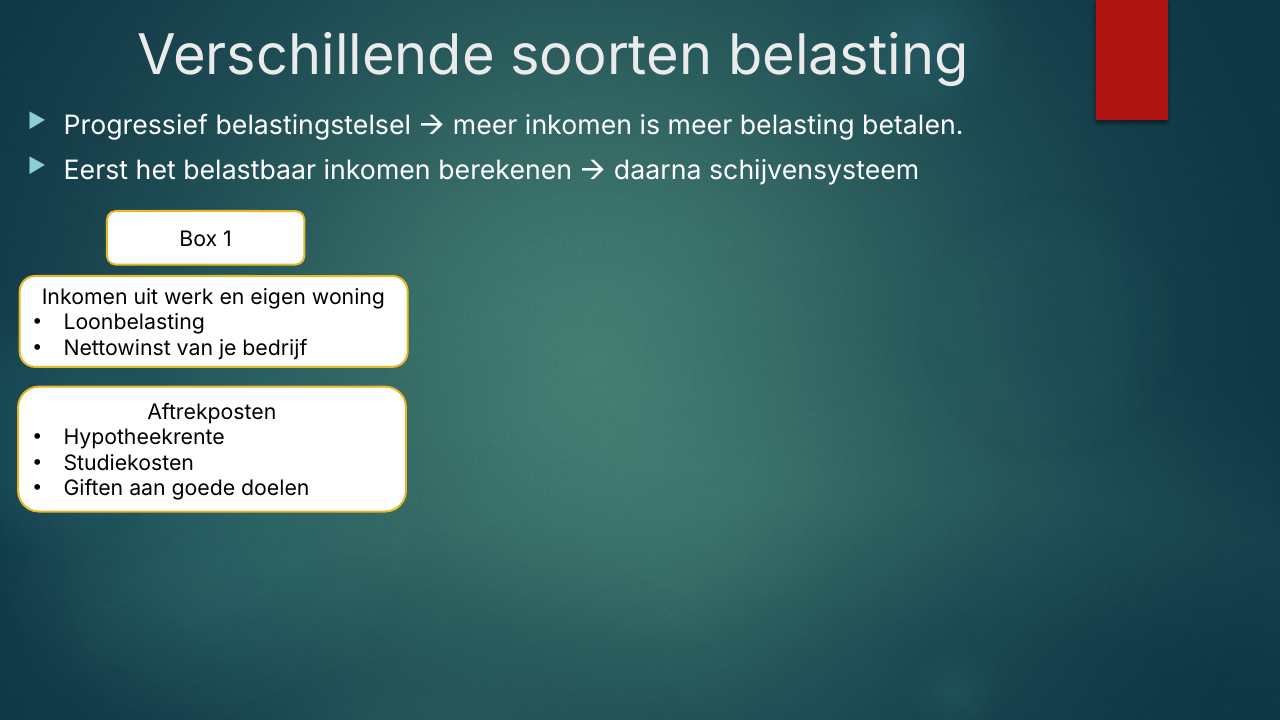 Verschillende soorten belasting
Progressief belastingstelsel → meer inkomen is meer belasting betalen.
Eerst het belastbaar inkomen berekenen → daarna schijvensysteem
Box 1
Inkomen uit werk en eigen woning
• Loonbelasting
• Nettowinst van je bedrijf
Aftrekposten
• Hypotheekrente
• Studiekosten
• Giften aan goede doelen